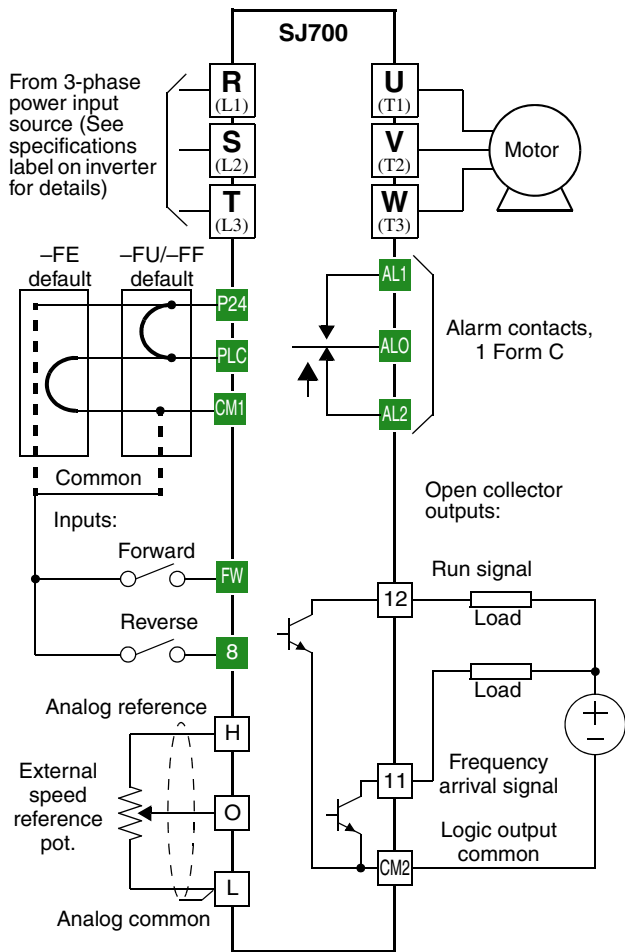 SJ700
From 3-phase
power input
source (See
specifications
label on inverter
for details)
R
(L1)
S
(L2)
T
(L3)
U
(T1)
V
(T2)
W
(T3)
Motor
–FE
default
–FU/–FF
default
P24
PLC
CM1
AL1
AL0
AL2
Alarm contacts,
1 Form C
Common
Inputs:
Forward
FW
Reverse
8
Open collector
outputs:
12
Run signal
Load
Load
+
–
11
Frequency
arrival signal
CM2
Logic output
common
Analog reference
H
External
speed
reference
pot.
O
L
Analog common